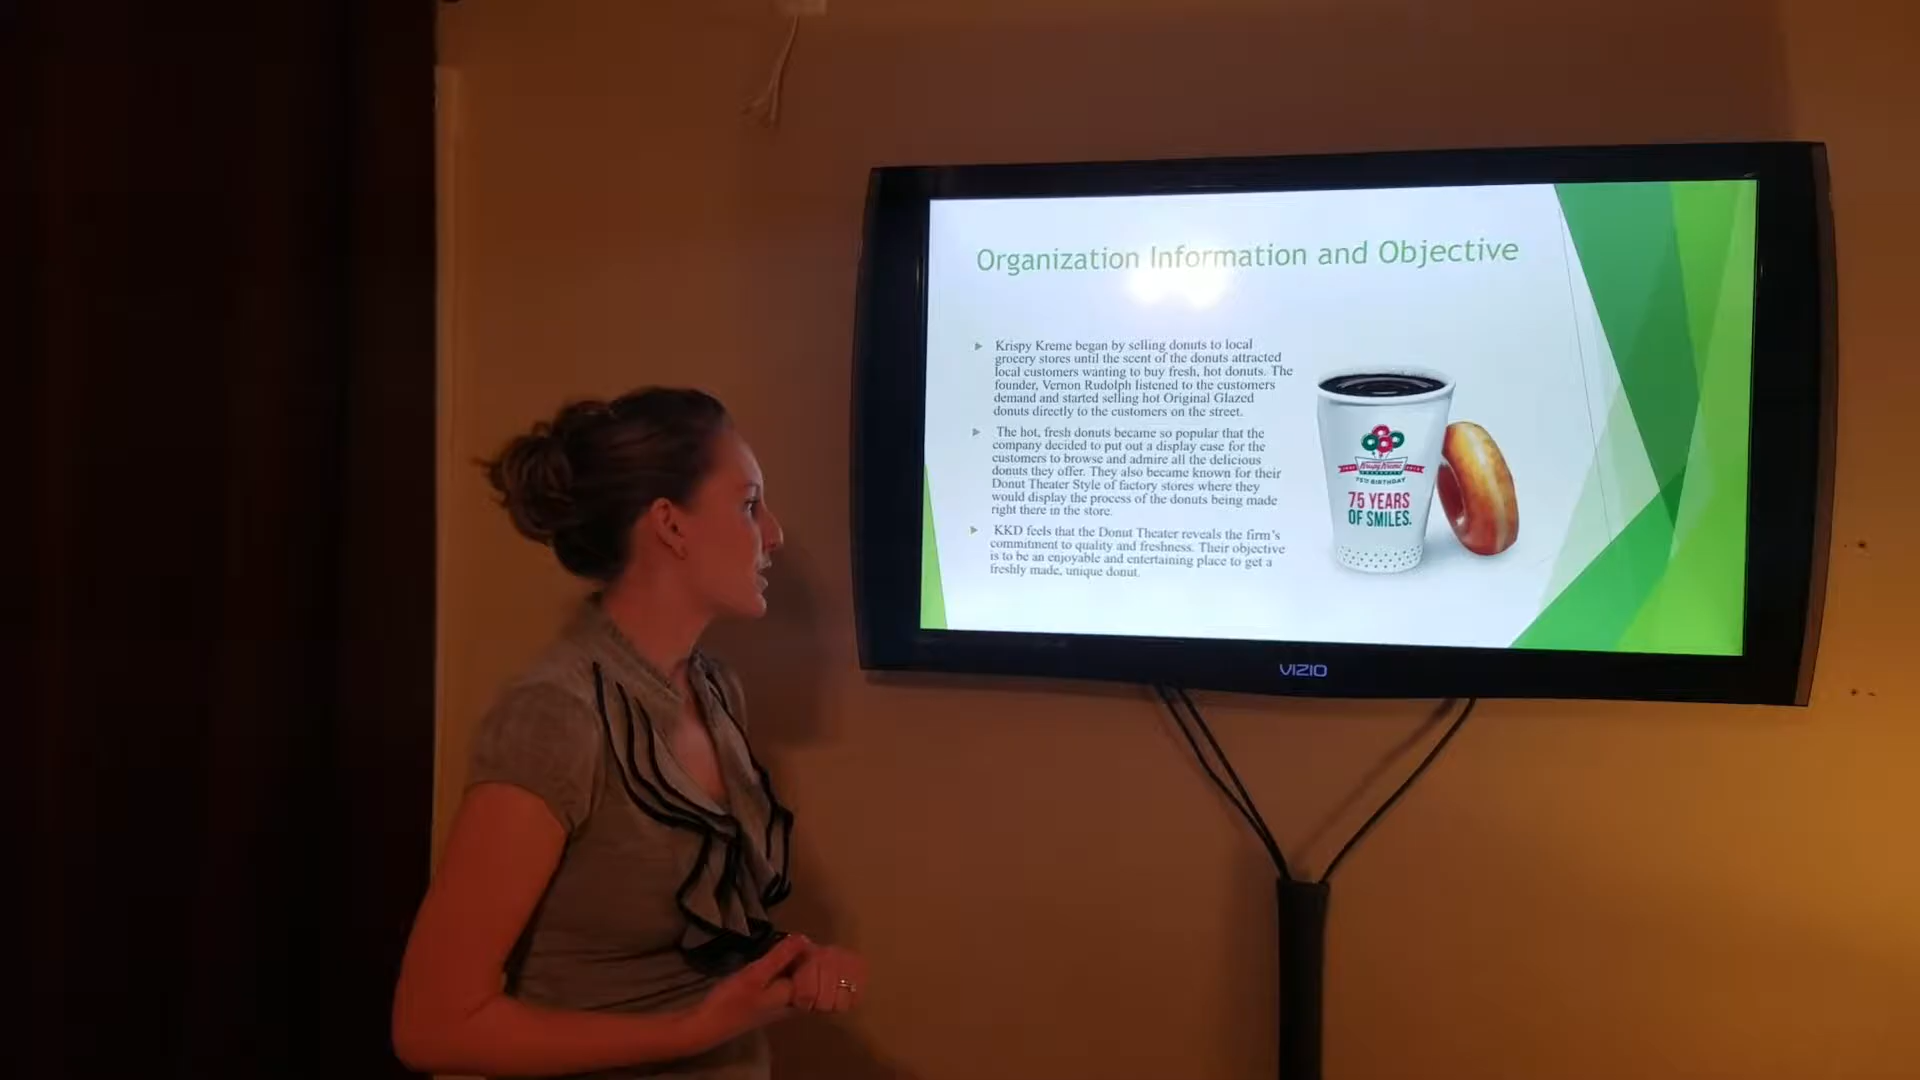 Organization Information and Objective
Krispy Kreme began by selling donuts to local
grocery stores until the scent of the donuts attracted
local customers wanting to buy fresh, hot donuts. The
founder, Vernon Rudolph listened to the customers
demand and started selling hot Original Glazed
donuts directly to the customers on the street.
The hot, fresh donuts became so popular that the
company decided to put out a display case for the
customers to browse and admire all the delicious
donuts they offer. They also became known for their
Donut Theater Style of factory stores where they
would display the process of the donuts being made
right there in the store.
KKD feels that the Donut Theater reveals the firm's
commitment to quality and freshness. Their objective
is to be an enjoyable and entertaining place to get a
freshly made, unique donut.
Krispy Kreme
75TH BIRTHDAY
75 YEARS
OF SMILES.
VIZIO